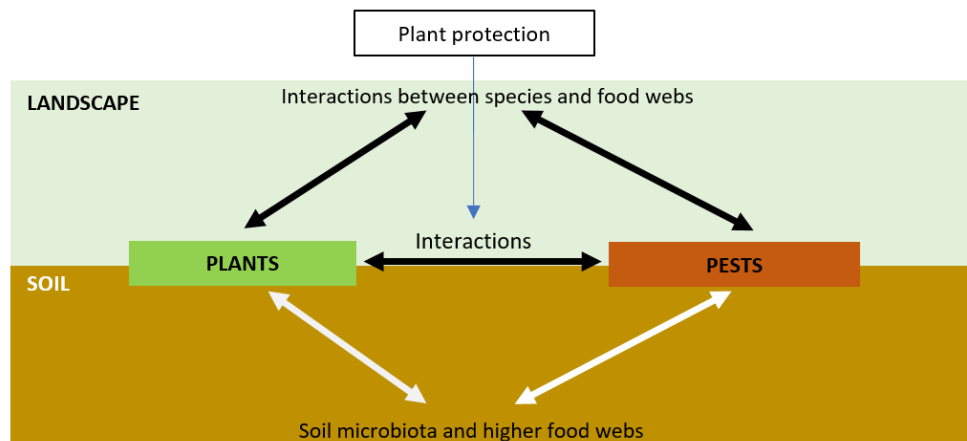 Plant protection
LANDSCAPE
Interactions between species and food webs
Interactions
PLANTS
PESTS
SOIL
Soil microbiota and higher food webs